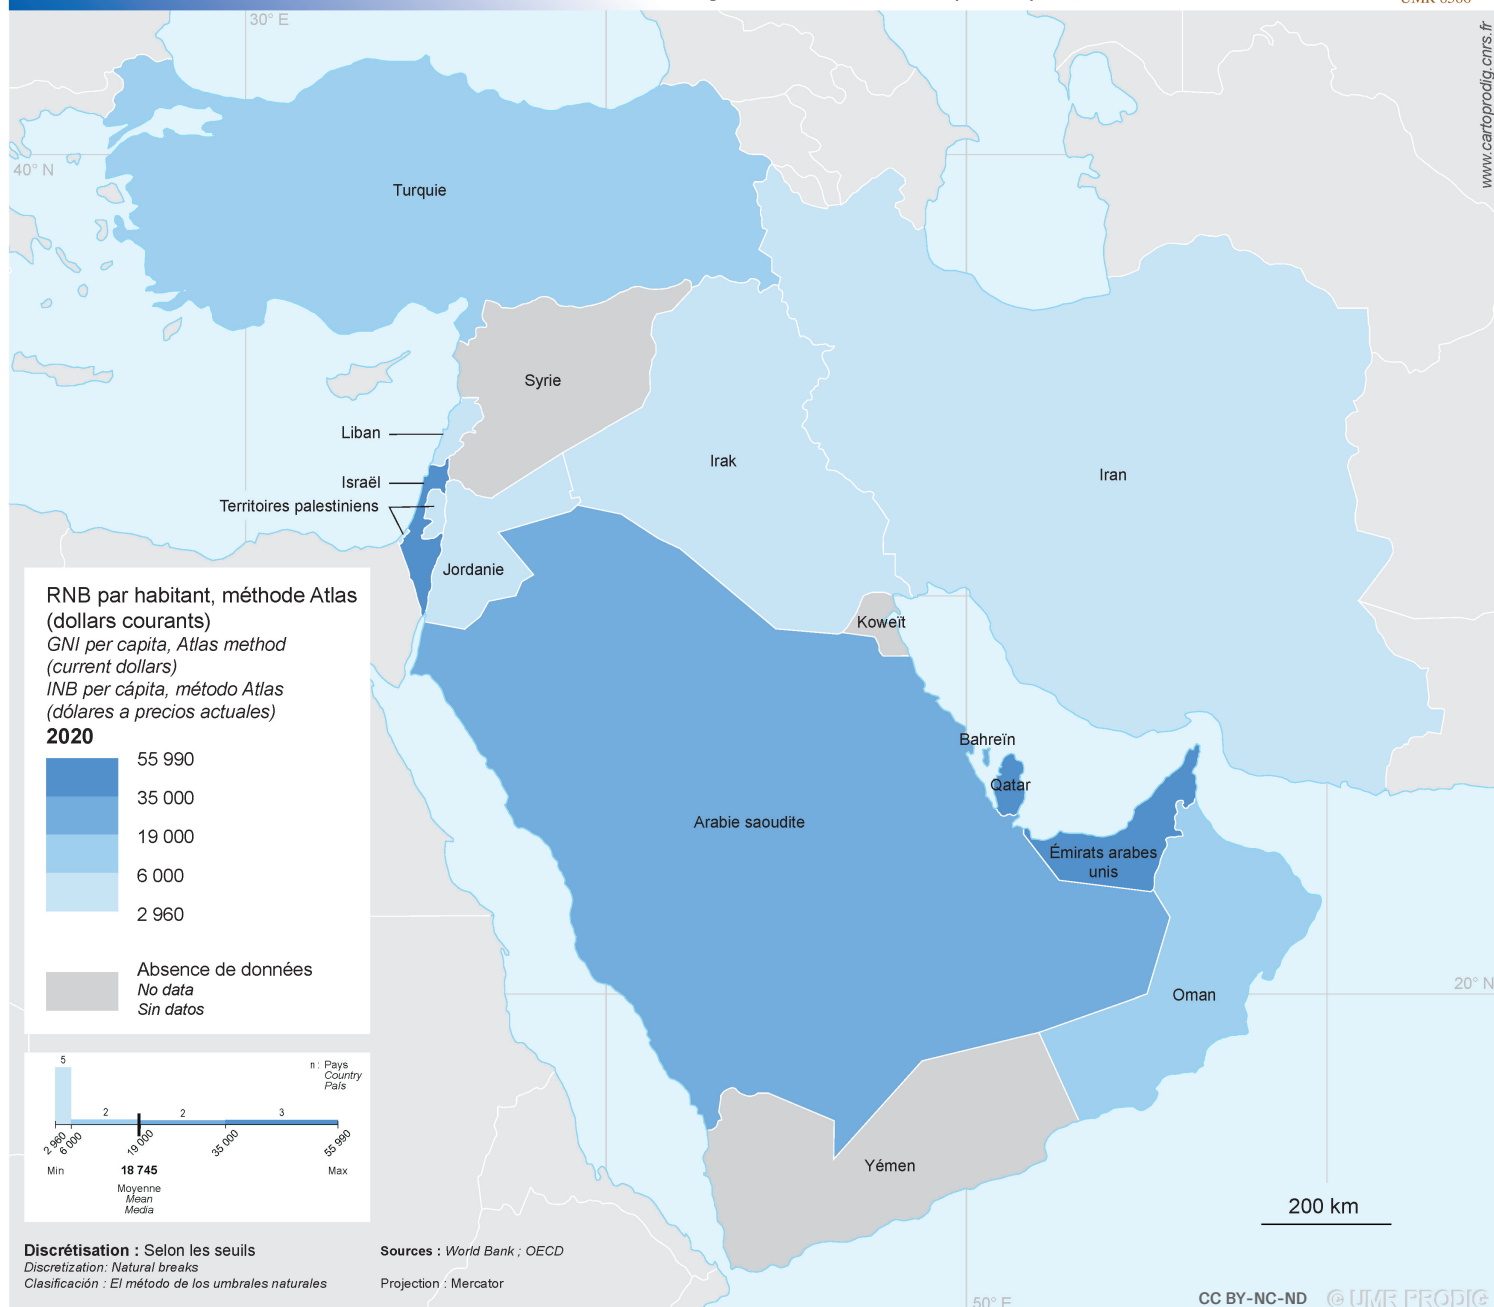 UMR 8586
30° E
www.cartoprodig.cnrs.fr
40° N
Turquie
Syrie
Liban
Irak
Iran
Israël
Territoires palestiniens
Jordanie
Koweït
Bahreïn
Qatar
Arabie saoudite
Émirats arabes
unis
20° N
Oman
Yémen
RNB par habitant, méthode Atlas
(dollars courants)
GNI per capita, Atlas method
(current dollars)
INB per cápita, método Atlas
(dólares a precios actuales)
2020
55 990
35 000
19 000
6 000
2 960
Absence de données
No data
Sin datos
5
n : Pays
Country
País
2
2
3
2 960
6 000
19 000
35 000
55 990
Min
18 745
Max
Moyenne
Mean
Media
200 km
Discrétisation : Selon les seuils
Discretization: Natural breaks
Clasificación : El método de los umbrales naturales
Sources : World Bank ; OECD
Projection : Mercator
50° E
CC BY-NC-ND
© UMR PRODIG